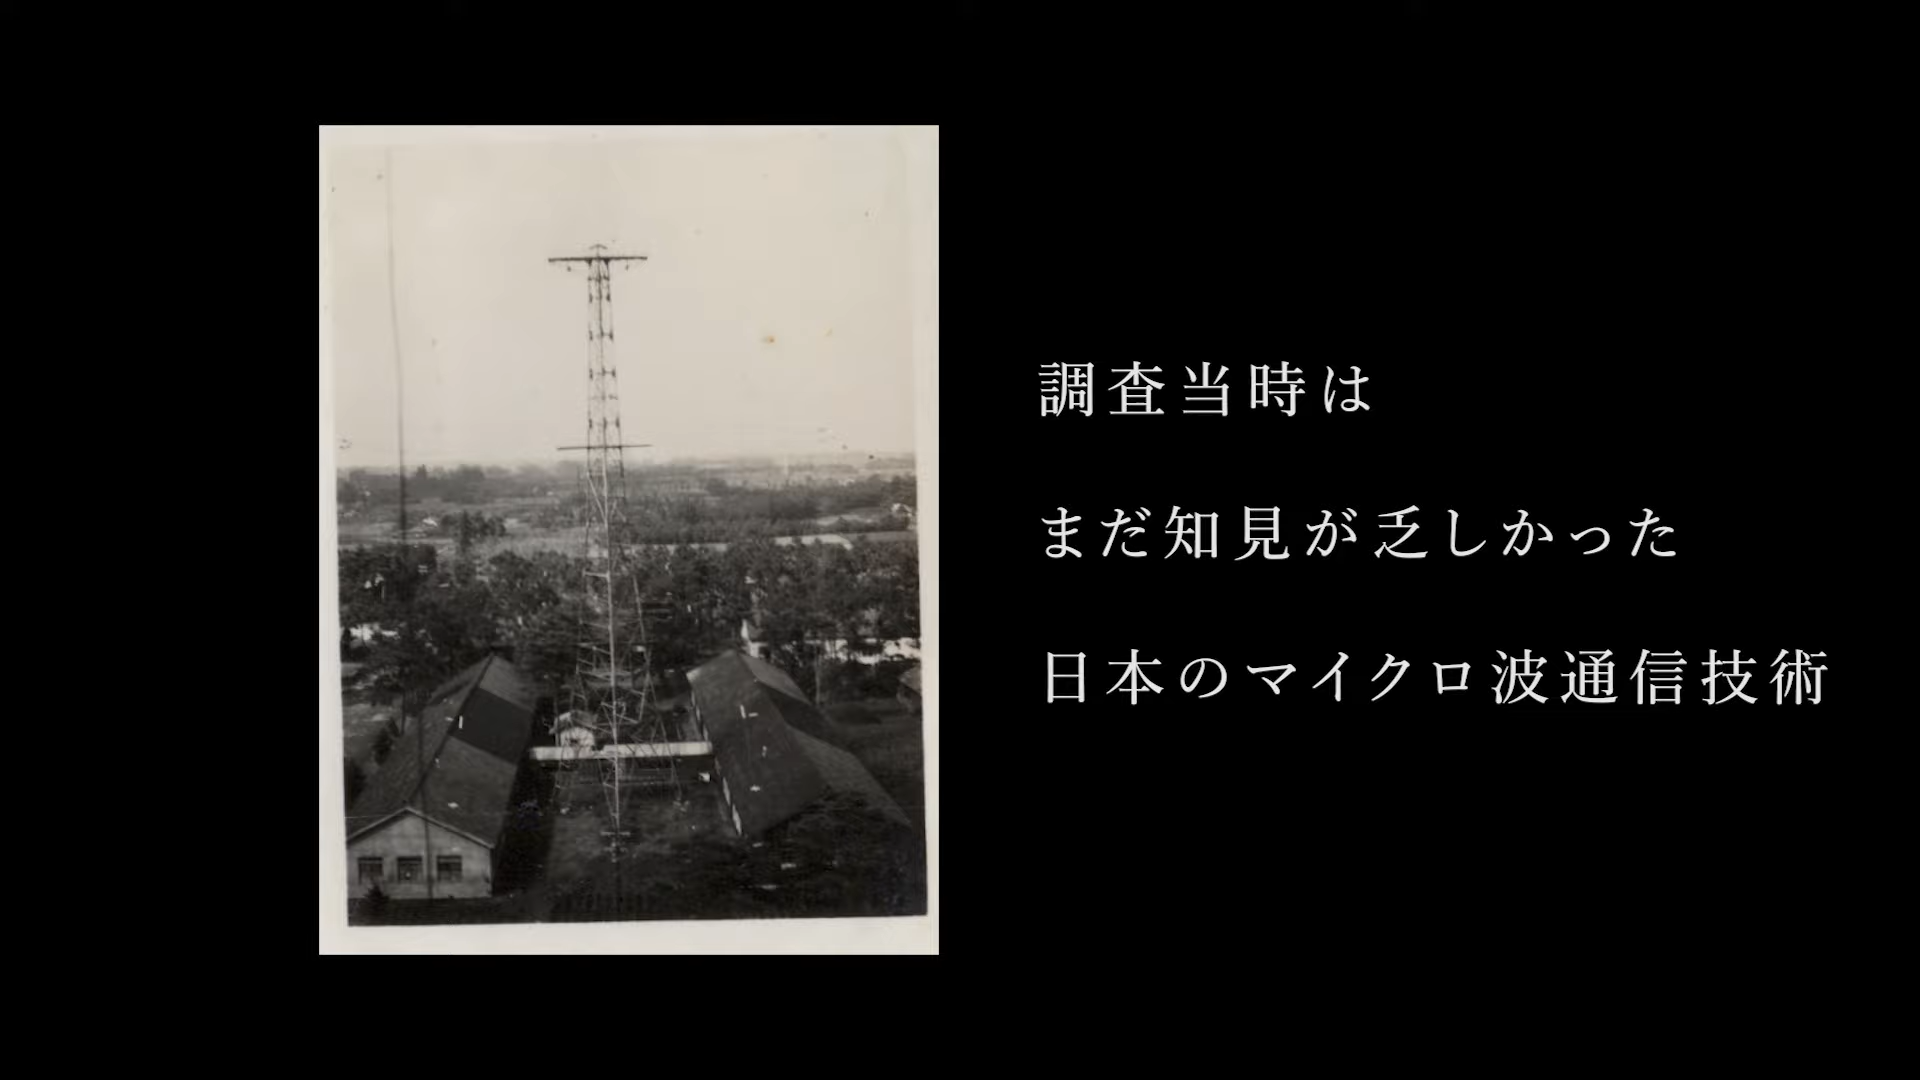 調査当時は
まだ知見が乏しかった
日本のマイクロ波通信技術